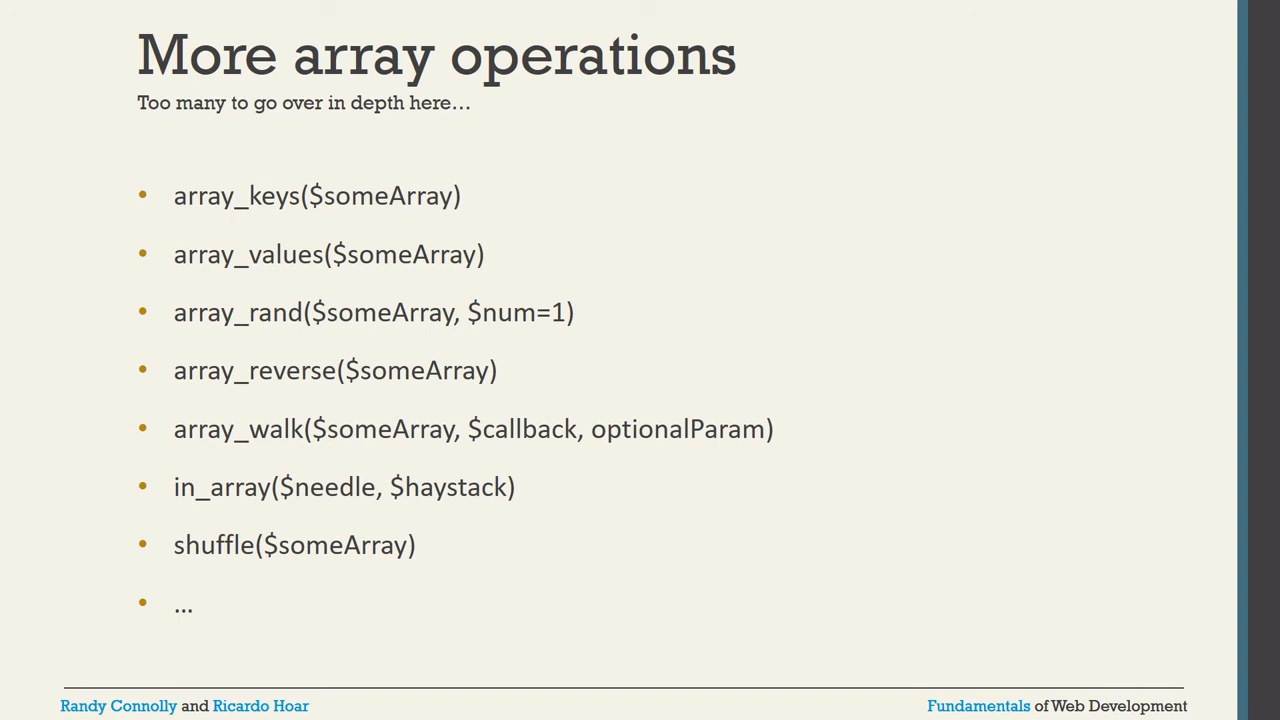 More array operations
Too many to go over in depth here…
• array_keys($someArray)
• array_values($someArray)
• array_rand($someArray, $num=1)
• array_reverse($someArray)
• array_walk($someArray, $callback, optionalParam)
• in_array($needle, $haystack)
• shuffle($someArray)
• …
Randy Connolly and Ricardo Hoar
Fundamentals of Web Development